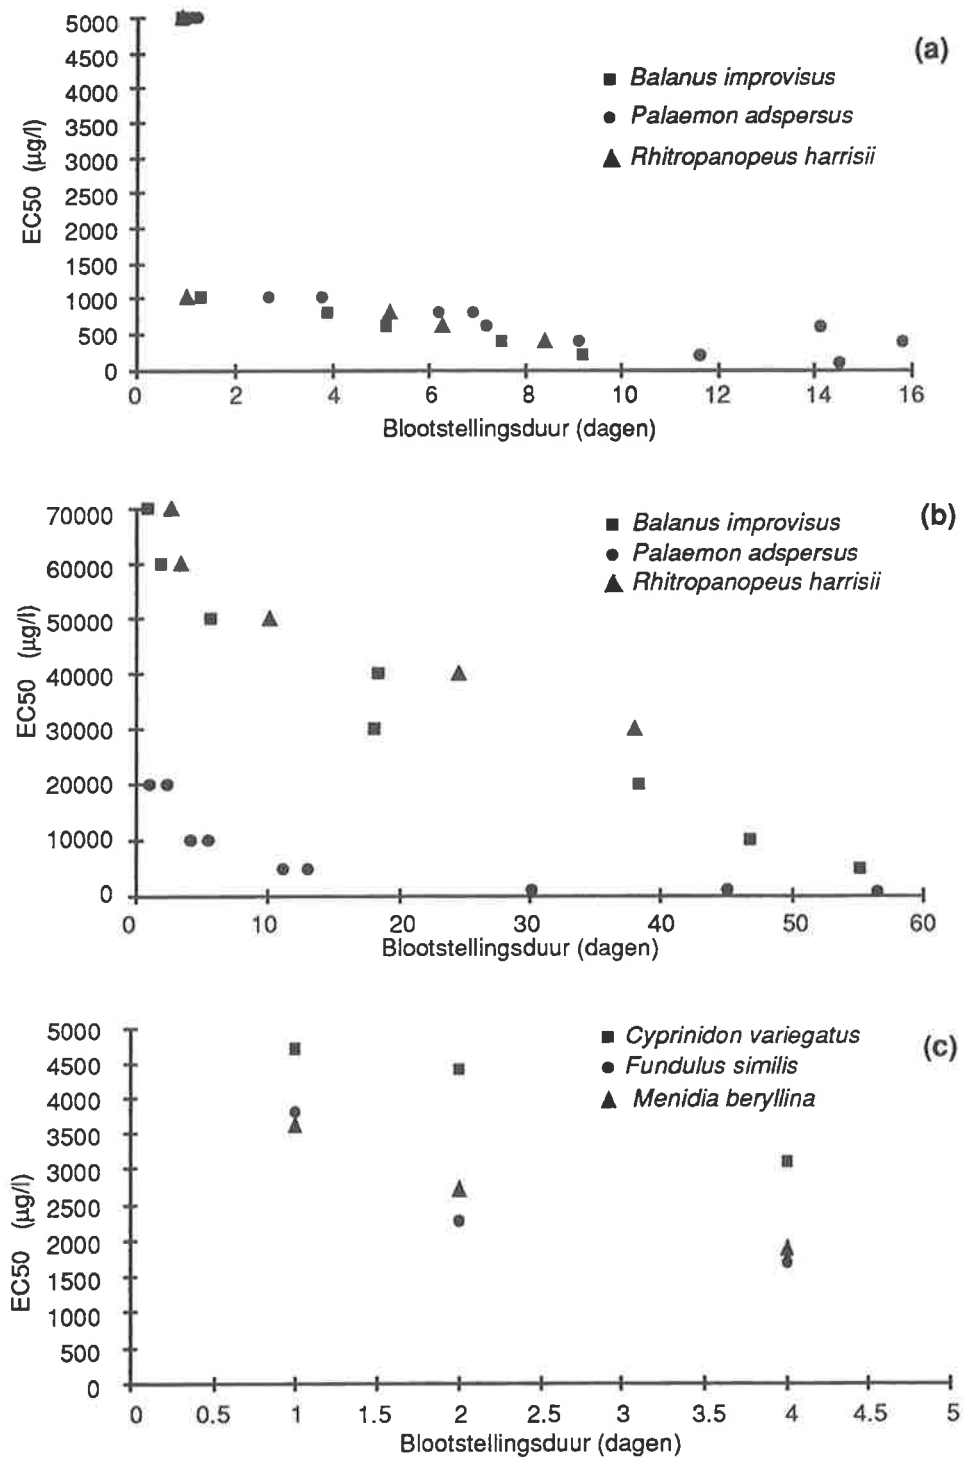 (a)
5000
4500
4000
3500
3000
2500
2000
1500
1000
500
0
EC50 (µg/l)
Balanus improvisus
Palaemon adspersus
Rhitropanopeus harrisii
0 2 4 6 8 10 12 14 16
Blootstellingsduur (dagen)
(b)
70000
60000
50000
40000
30000
20000
10000
0
EC50 (µg/l)
Balanus improvisus
Palaemon adspersus
Rhitropanopeus harrisii
0 10 20 30 40 50 60
Blootstellingsduur (dagen)
(c)
5000
4500
4000
3500
3000
2500
2000
1500
1000
500
0
EC50 (µg/l)
Cyprinidon variegatus
Fundulus similis
Menidia beryllina
0 0.5 1 1.5 2 2.5 3 3.5 4 4.5 5
Blootstellingsduur (dagen)